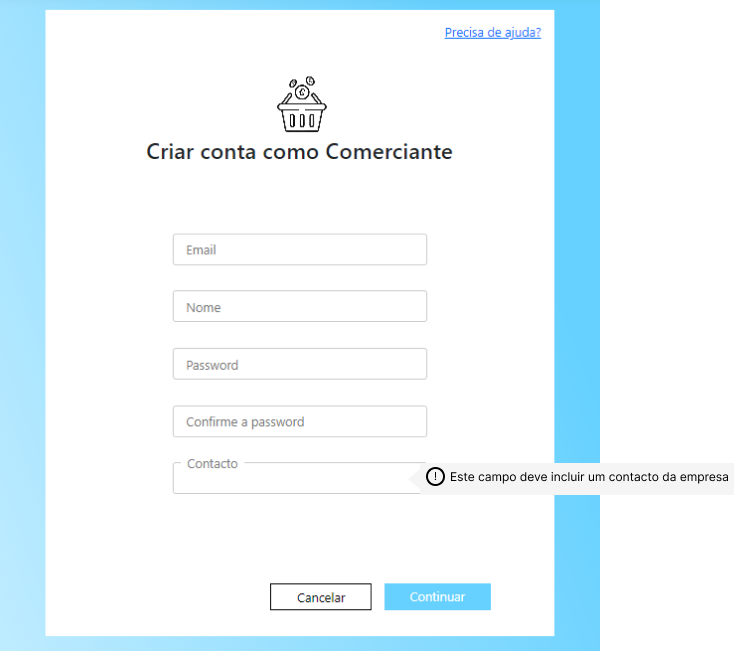 Precisa de ajuda?
Criar conta como Comerciante
Email
Nome
Password
Confirme a password
Contacto
Este campo deve incluir um contacto da empresa
Cancelar
Continuar